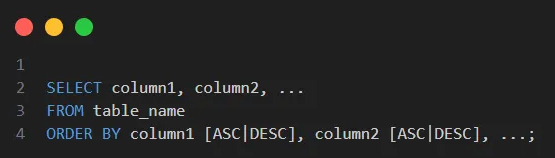 1
2 SELECT column1, column2, ...
3 FROM table_name
4 ORDER BY column1 [ASC|DESC], column2 [ASC|DESC], ...;